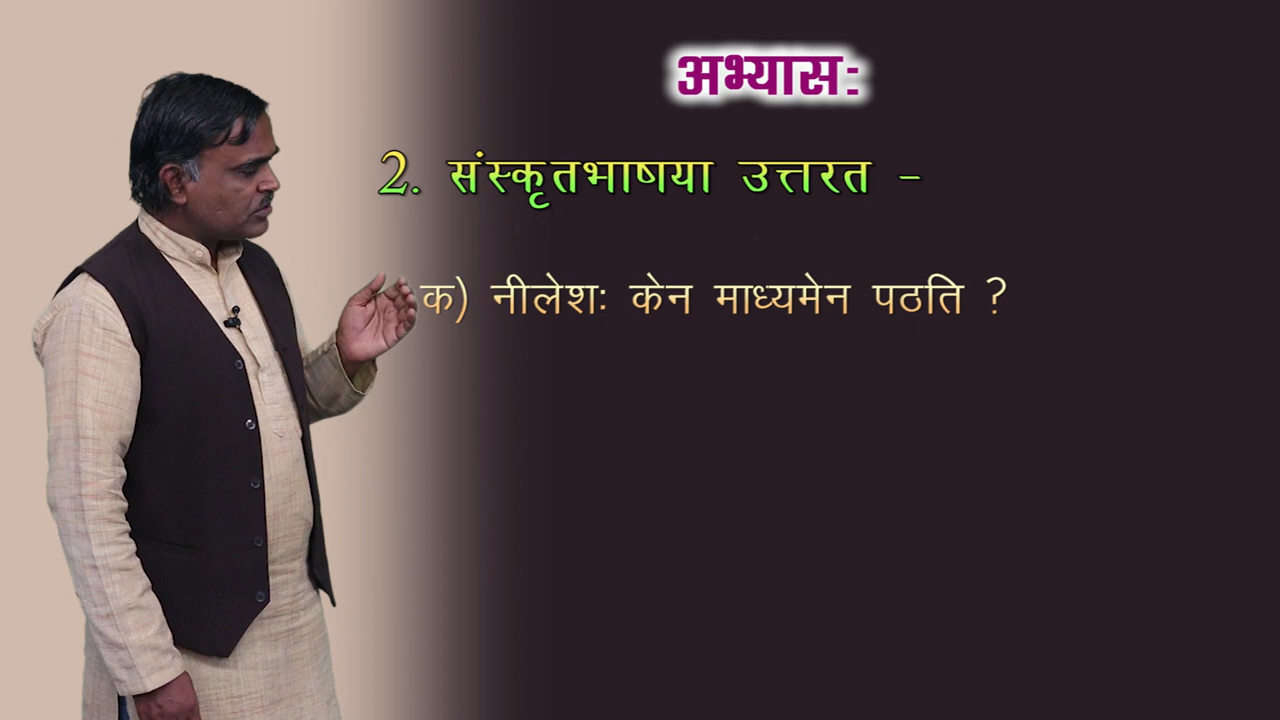 अभ्यासः
2. संस्कृतभाषया उत्तरत -
क) नीलेशः केन माध्यमेन पठति ?